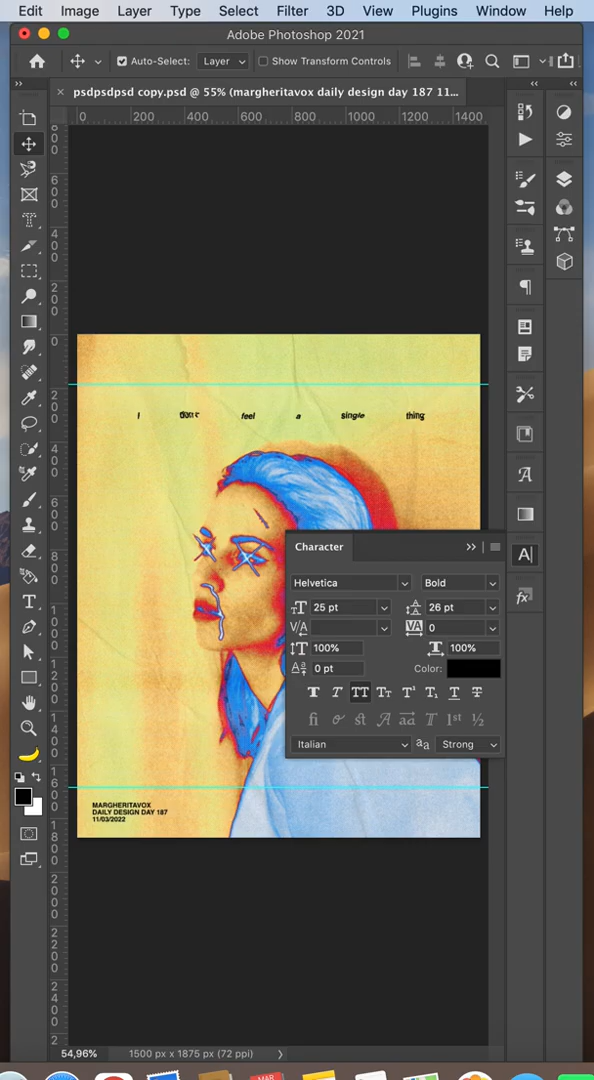 Edit Image Layer Type Select Filter 3D View Plugins Window Help
Adobe Photoshop 2021
Auto-Select: Layer Show Transform Controls
psdpsdpsd copy.psd @ 55% (margheritavox daily design day 187 11...
0 200 400 600 800 1000 1200 1400
I don't feel a single thing
Character
Helvetica Bold
25 pt 26 pt
0
100% 100%
0 pt Color:
Italian Strong
MARGHERITAVOX
DAILY DESIGN DAY 187
11/03/2022
54,96% 1500 px x 1875 px (72 ppi)
MAR